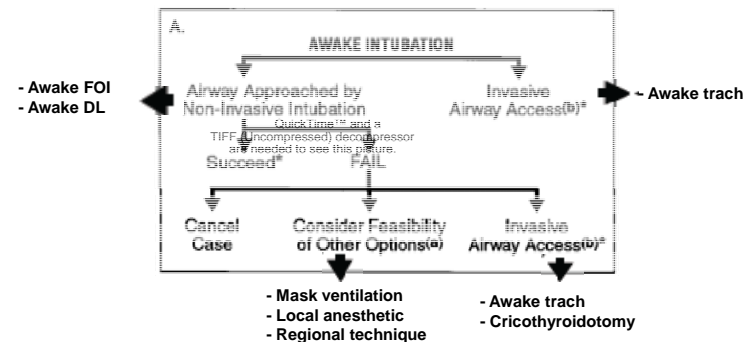 A.
AWAKE INTUBATION
- Awake FOI
- Awake DL
Airway Approached by
Non-Invasive Intubation
Invasive
Airway Access(b)*
- Awake trach
QuickTime™ and a
TIFF (Uncompressed) decompressor
are needed to see this picture.
Succeed*
FAIL
Cancel
Case
Consider Feasibility
of Other Options(a)
Invasive
Airway Access(b)*
- Mask ventilation
- Local anesthetic
- Regional technique
- Awake trach
- Cricothyroidotomy